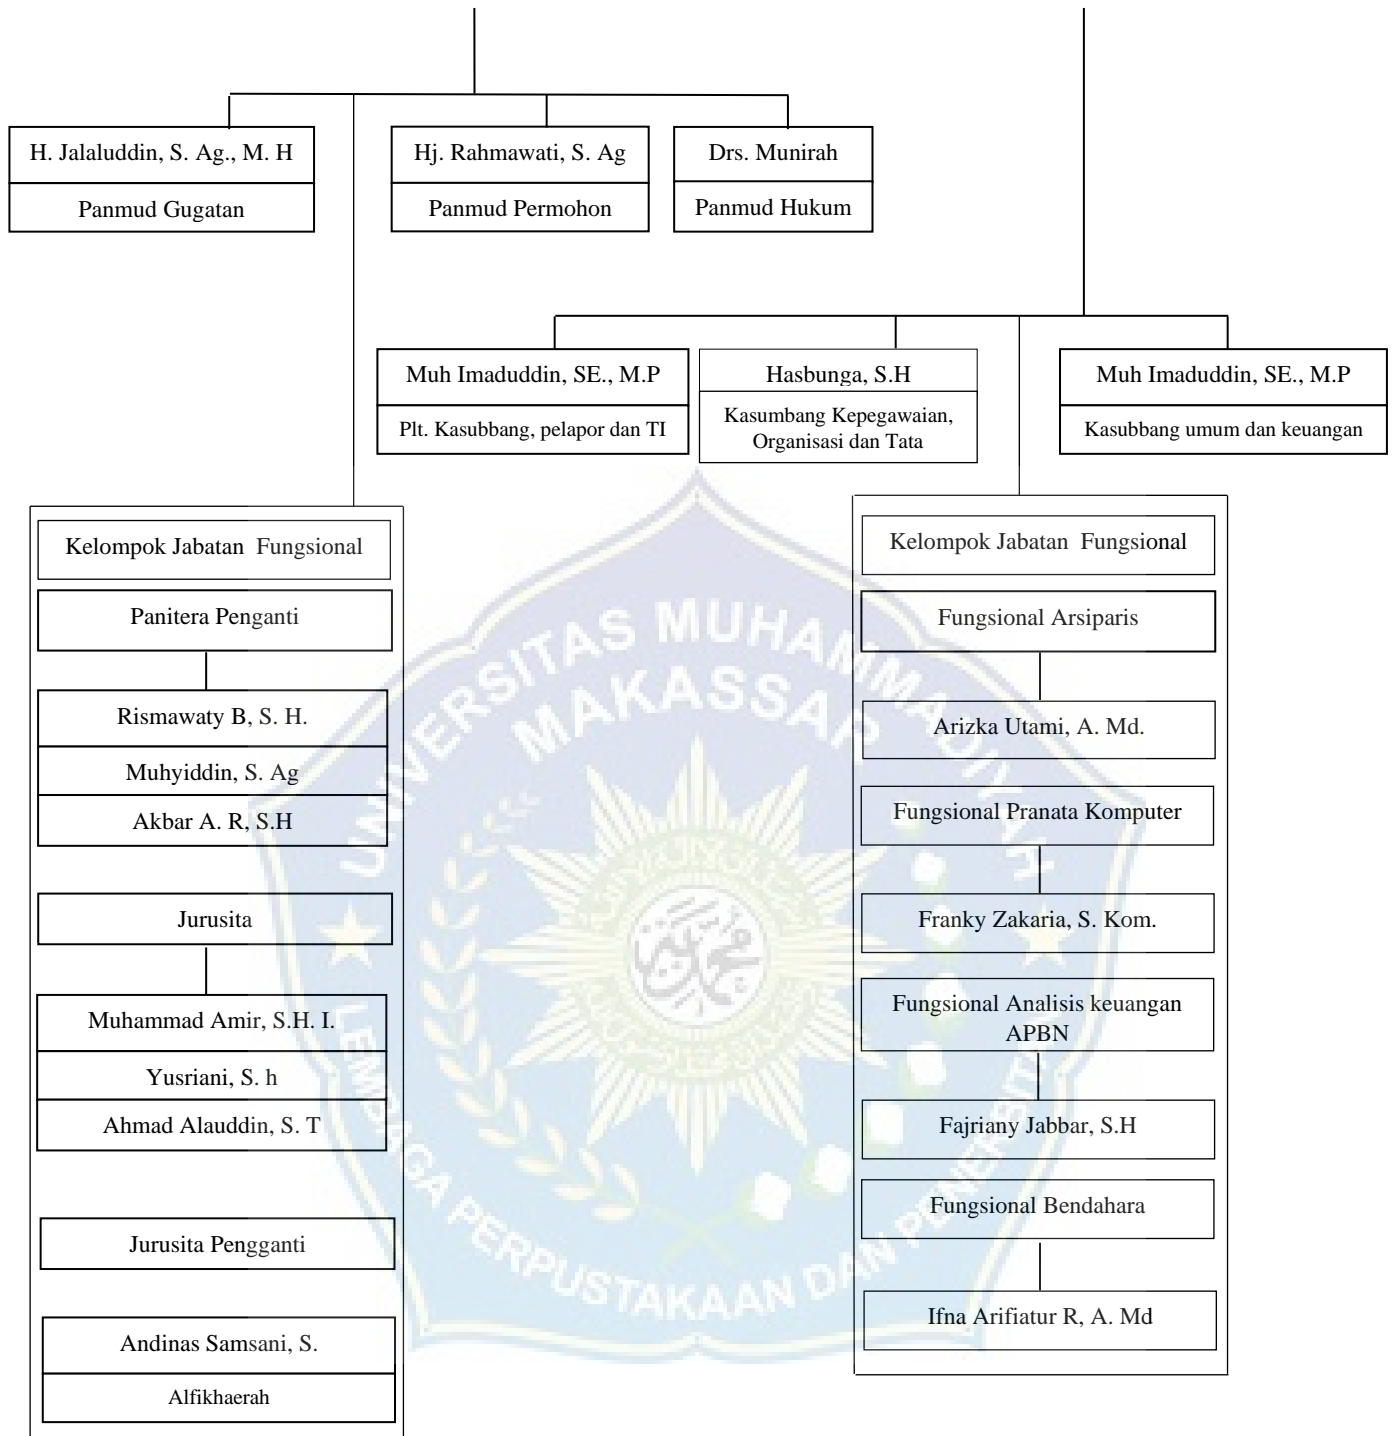 H. Jalaluddin, S. Ag., M. H
Panmud Gugatan
Hj. Rahmawati, S. Ag
Panmud Permohon
Drs. Munirah
Panmud Hukum
Muh Imaduddin, SE., M.P
Plt. Kasubbang, pelapor dan TI
Hasbunga, S.H
Kasumbang Kepegawaian,
Organisasi dan Tata
Muh Imaduddin, SE., M.P
Kasubbang umum dan keuangan
Kelompok Jabatan Fungsional
Panitera Penganti
Rismawaty B, S. H.
Muhyiddin, S. Ag
Akbar A. R, S.H
Jurusita
Muhammad Amir, S.H. I.
Yusriani, S. h
Ahmad Alauddin, S. T
Jurusita Pengganti
Andinas Samsani, S.
Alfikhaerah
Kelompok Jabatan Fungsional
Fungsional Arsiparis
Arizka Utami, A. Md.
Fungsional Pranata Komputer
Franky Zakaria, S. Kom.
Fungsional Analisis keuangan
APBN
Fajriany Jabbar, S.H
Fungsional Bendahara
Ifna Arifiatur R, A. Md
UNIVERSITAS MUHAMMADIYAH
MAKASSAR
LEMBAGA PERPUSTAKAAN DAN PENERBITAN